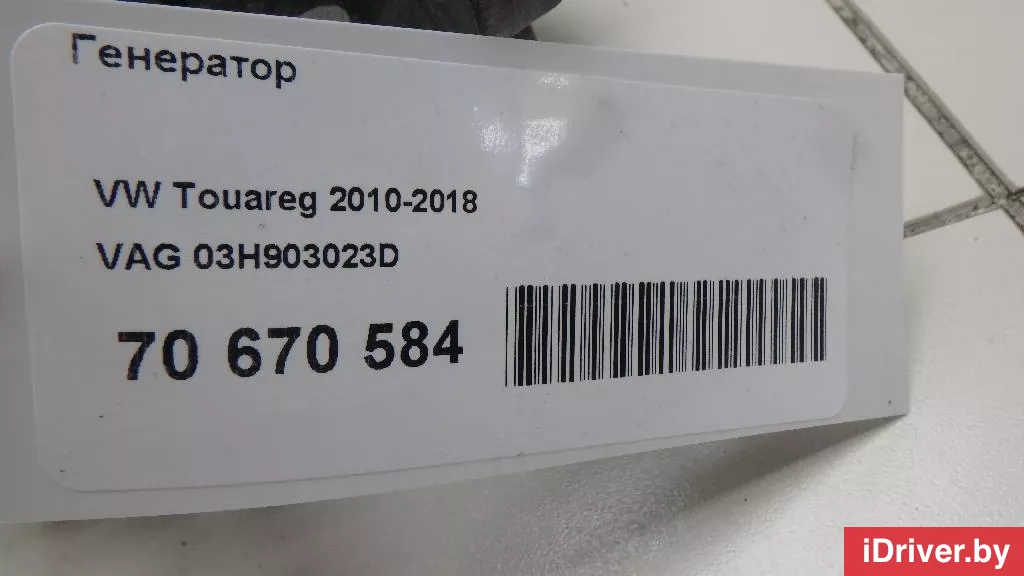 Генератор
VW Touareg 2010-2018
VAG 03H903023D
70 670 584
iDriver.by